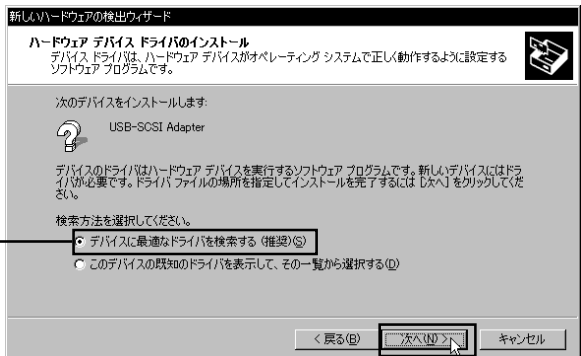 新しいハードウェアの検出ウィザード
ハードウェア デバイス ドライバのインストール
デバイス ドライバは、ハードウェア デバイスがオペレーティング システムで正しく動作するように設定する
ソフトウェア プログラムです。
次のデバイスをインストールします:
USB-SCSI Adapter
デバイスのドライバはハードウェア デバイスを実行するソフトウェア プログラムです。新しいデバイスにはドラ
イバが必要です。ドライバ ファイルの場所を指定してインストールを完了するには [次へ] をクリックしてくだ
さい。
検索方法を選択してください。
デバイスに最適なドライバを検索する (推奨)(S)
このデバイスの既知のドライバを表示して、その一覧から選択する(D)
< 戻る(B) 次へ(N) > キャンセル